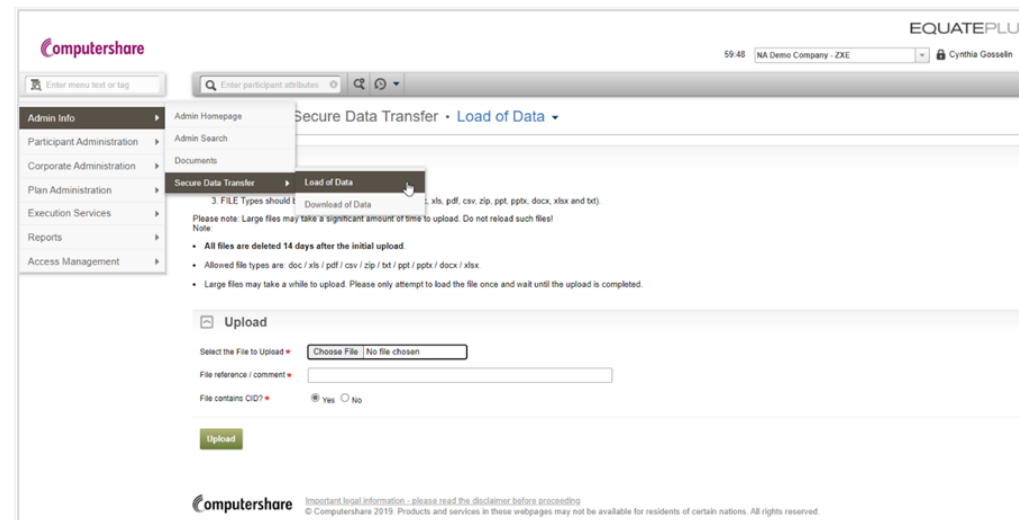 EQUATEPLU
Computershare
59:48 NA Demo Company - ZXE Cynthia Gosselin
Enter menu text or tag
Enter participant attributes
Admin Info
Participant Administration
Corporate Administration
Plan Administration
Execution Services
Reports
Access Management
Admin Homepage
Admin Search
Documents
Secure Data Transfer
Load of Data
Download of Data
Secure Data Transfer • Load of Data
3. FILE Types should b
, xls, pdf, csv, zip, ppt, pptx, docx, xlsx and txt).
Please note: Large files may take a significant amount of time to upload. Do not reload such files!
Note:
• All files are deleted 14 days after the initial upload.
• Allowed file types are: doc / xls / pdf / csv / zip / txt / ppt / pptx / docx / xlsx.
• Large files may take a while to upload. Please only attempt to load the file once and wait until the upload is completed.
Upload
Select the File to Upload * Choose File No file chosen
File reference / comment *
File contains CID? * Yes No
Upload
Computershare
Important legal information - please read the disclaimer before proceeding
© Computershare 2019. Products and services in these webpages may not be available for residents of certain nations. All rights reserved.